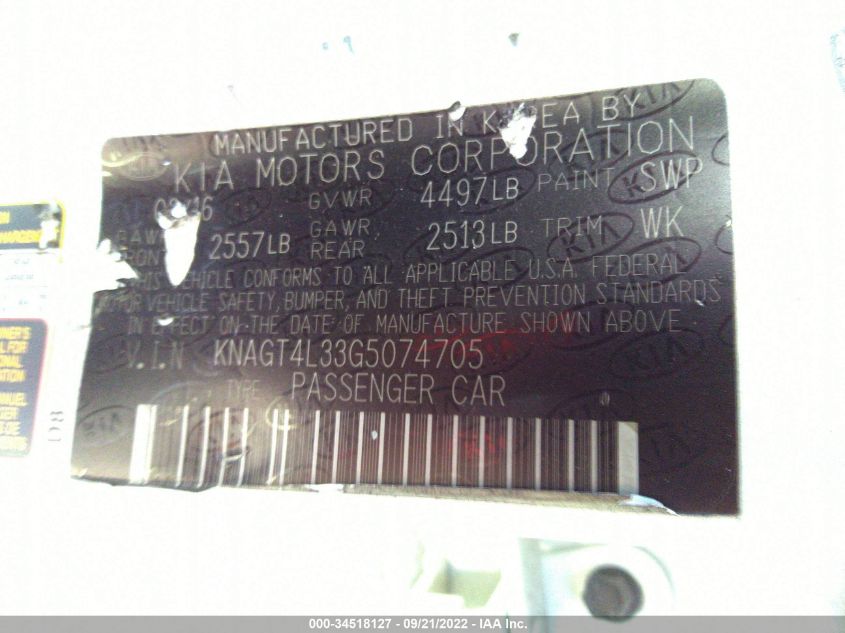 MANUFACTURED IN KOREA BY
KIA MOTORS CORPORATION
GVWR 4497LB PAINT SWP
2557LB GAWR REAR 2513LB TRIM WK
THIS VEHICLE CONFORMS TO ALL APPLICABLE U.S.A. FEDERAL
MOTOR VEHICLE SAFETY, BUMPER, AND THEFT PREVENTION STANDARDS
IN EFFECT ON THE DATE OF MANUFACTURE SHOWN ABOVE
V.I.N KNAGT4L33G5074705
TYPE PASSENGER CAR
000-34518127 - 09/21/2022 - IAA Inc.